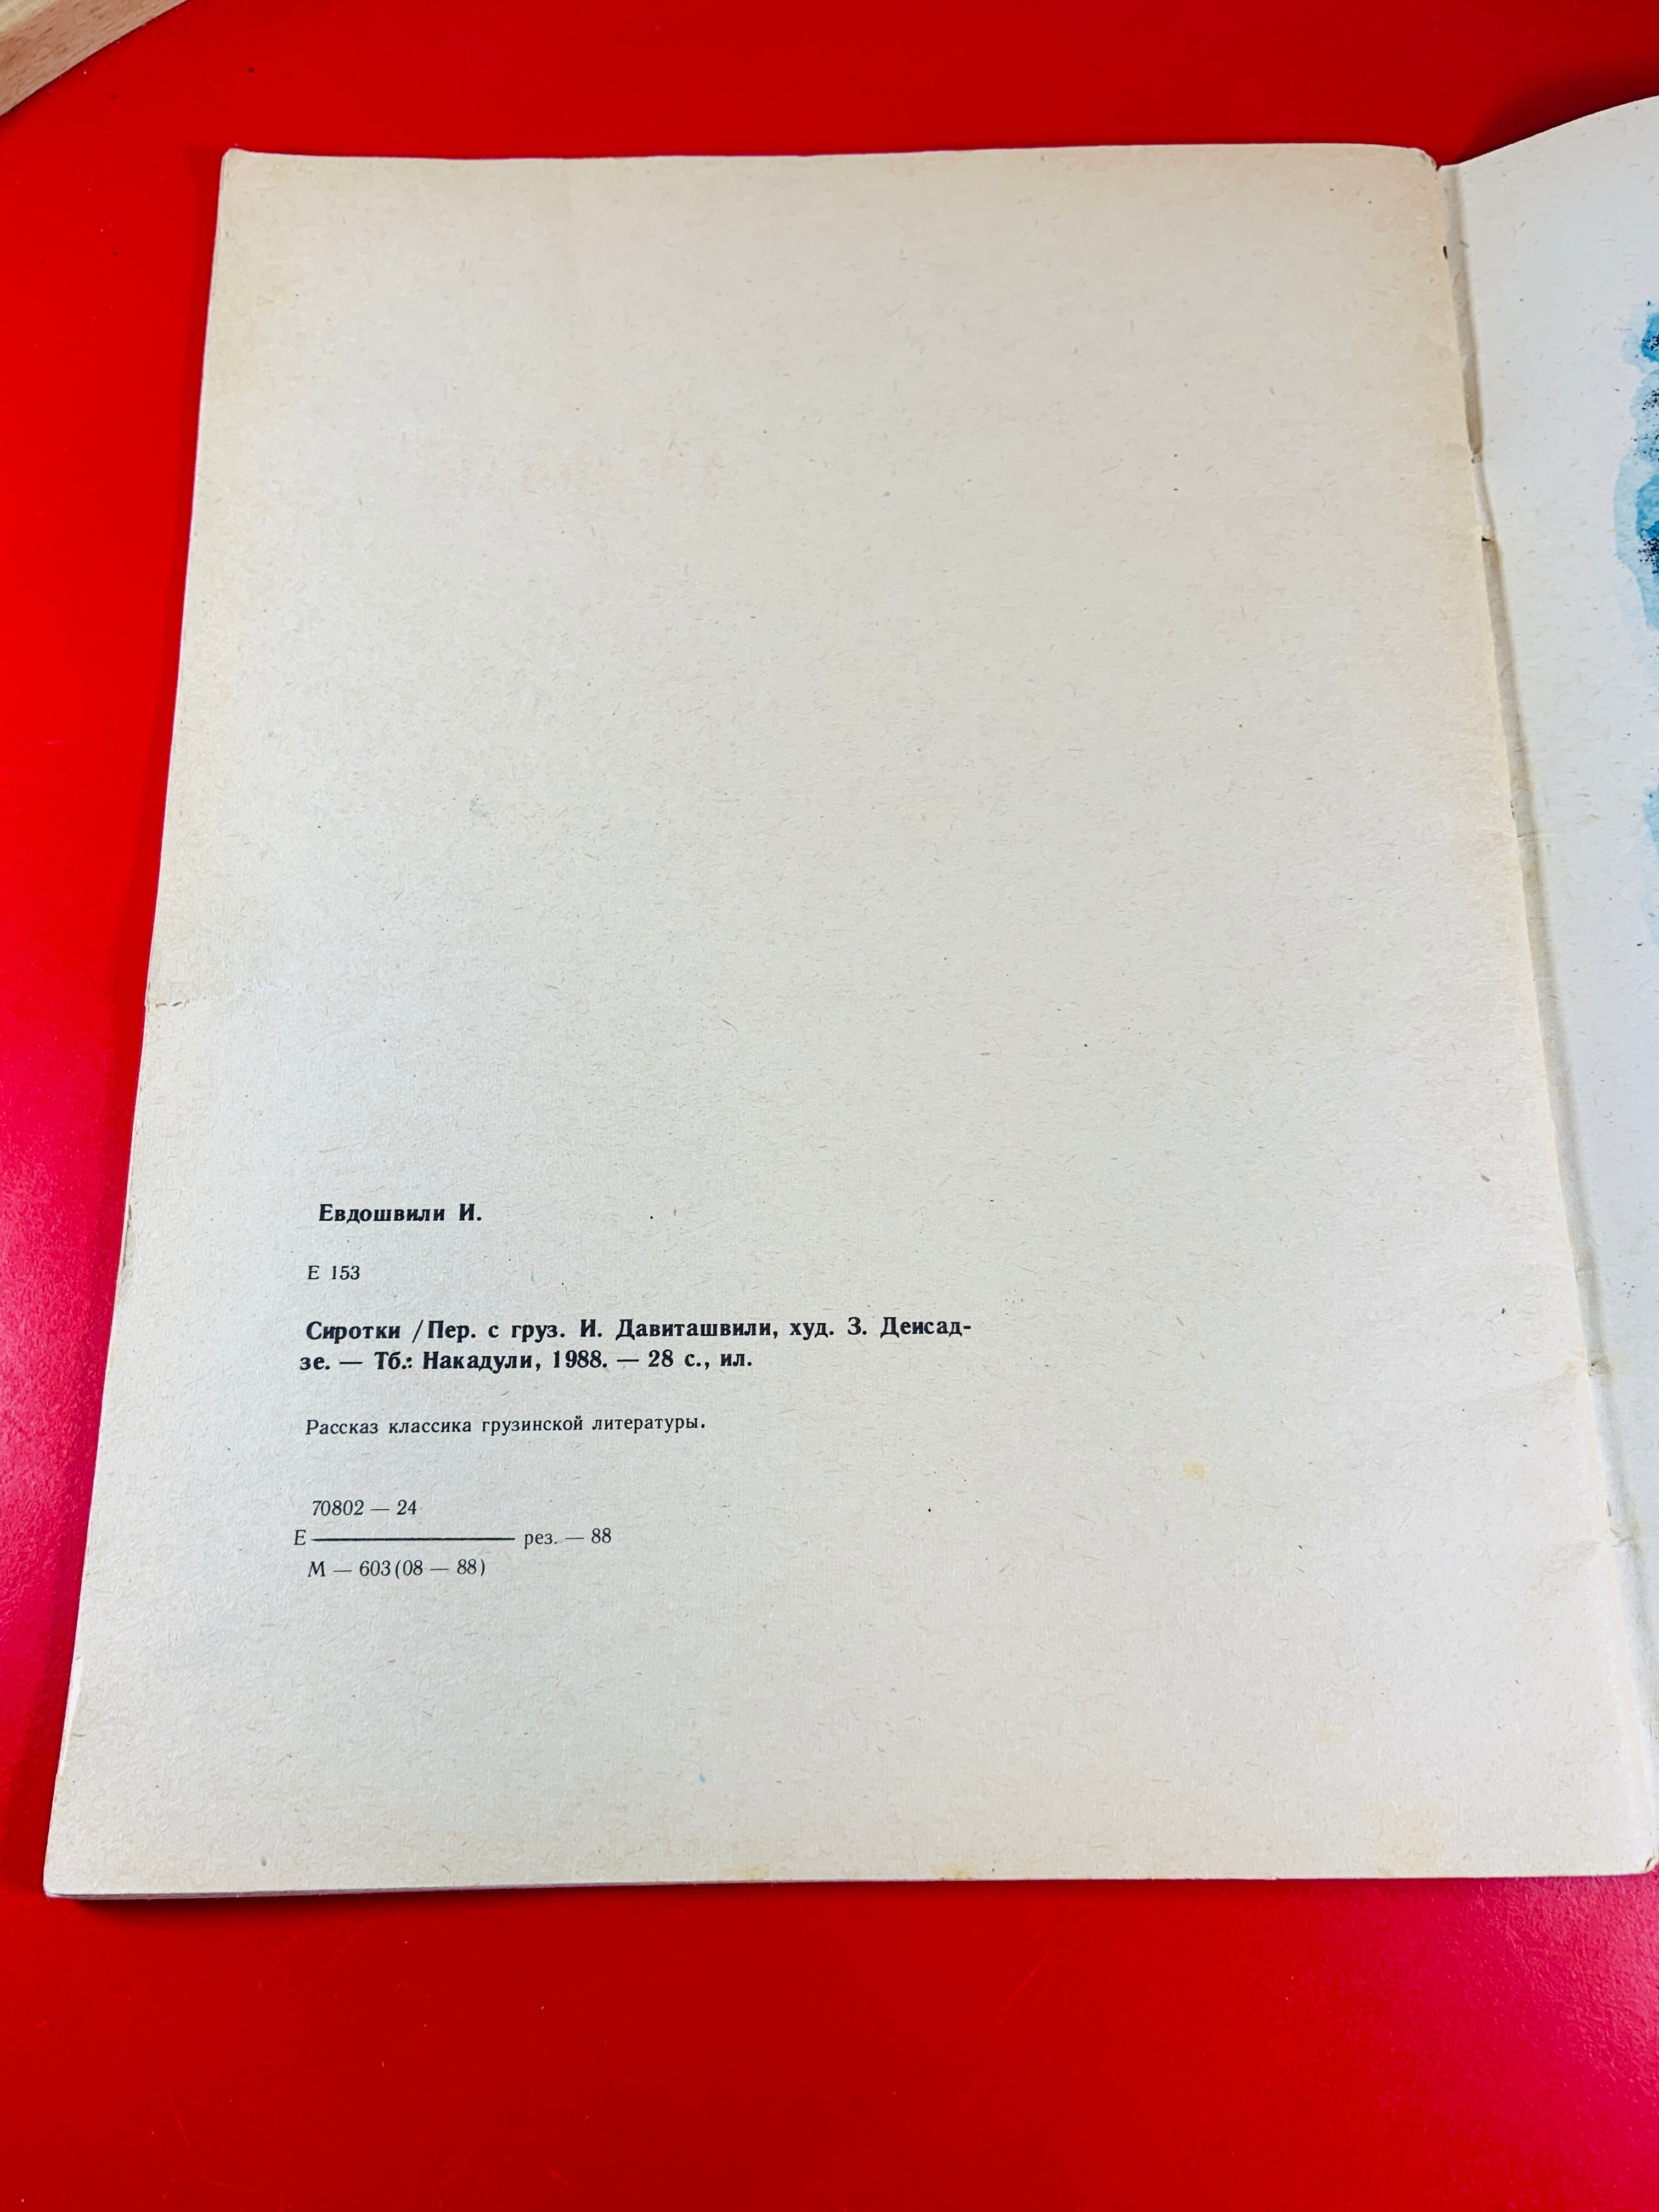 Евдошвили И.
Е 153
Сиротки / Пер. с груз. И. Давиташвили, худ. З. Деисад-
зе. — Тб.: Накадули, 1988. — 28 с., ил.
Рассказ классика грузинской литературы.
70802 — 24
Е ———— рез. — 88
М — 603(08 — 88)